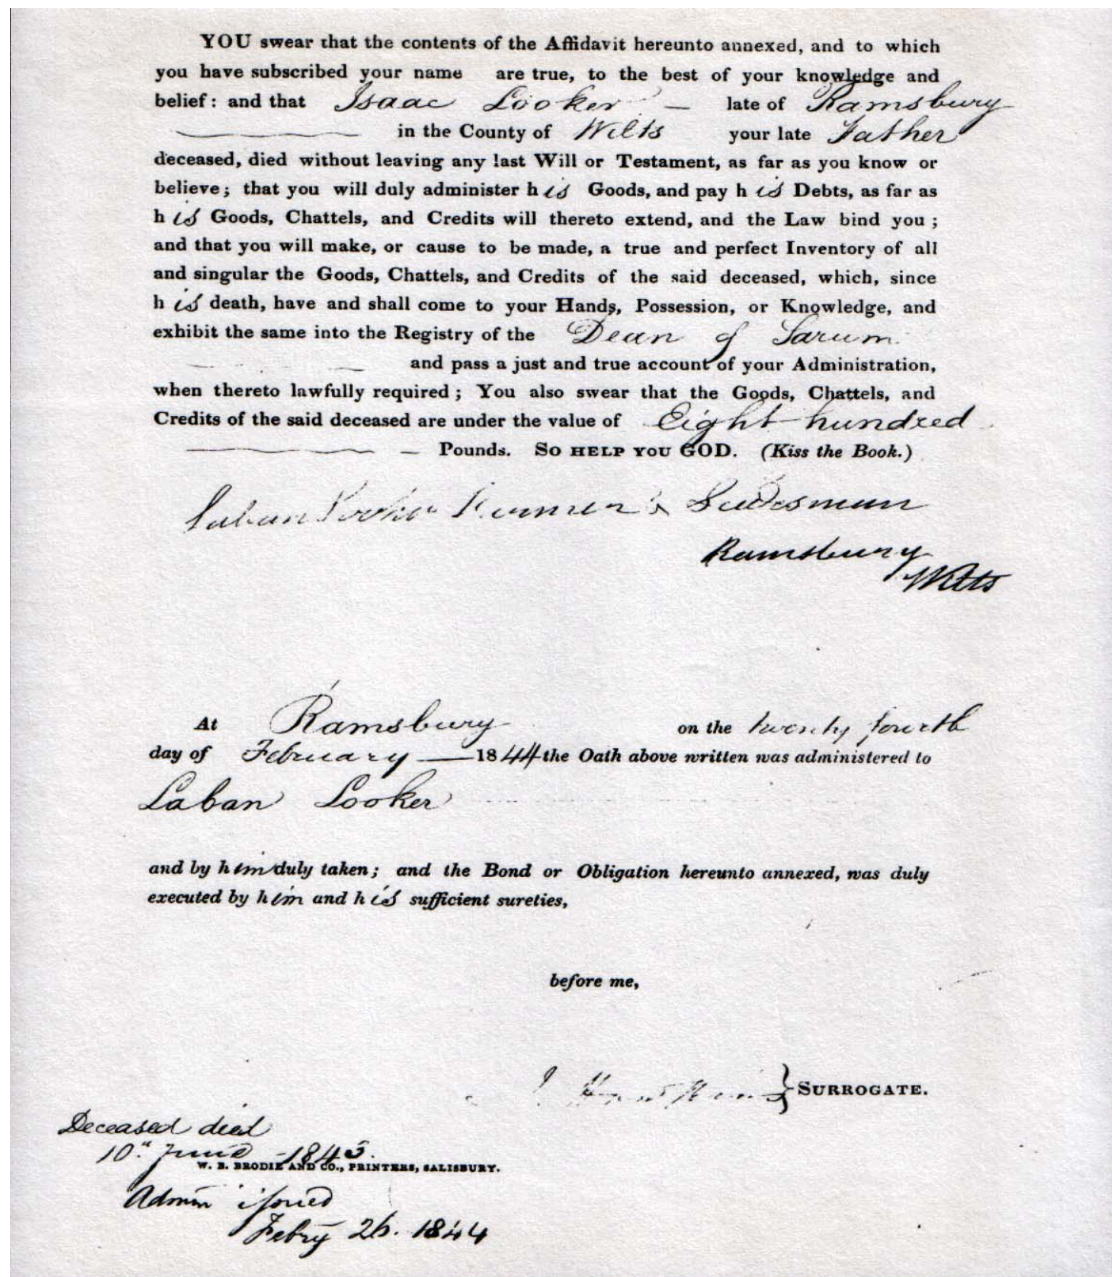 YOU swear that the contents of the Affidavit hereunto annexed, and to which
you have subscribed your name are true, to the best of your knowledge and
belief: and that Isaac Looker — late of Ramsbury
in the County of Wilts your late Father
deceased, died without leaving any last Will or Testament, as far as you know or
believe; that you will duly administer his Goods, and pay his Debts, as far as
his Goods, Chattels, and Credits will thereto extend, and the Law bind you;
and that you will make, or cause to be made, a true and perfect Inventory of all
and singular the Goods, Chattels, and Credits of the said deceased, which, since
his death, have and shall come to your Hands, Possession, or Knowledge, and
exhibit the same into the Registry of the Dean of Sarum
and pass a just and true account of your Administration,
when thereto lawfully required; You also swear that the Goods, Chattels, and
Credits of the said deceased are under the value of Eight hundred
— Pounds. SO HELP YOU GOD. (Kiss the Book.)
Laban Looker &
Ramsbury
Wilts
At Ramsbury on the twenty fourth
day of February — 1844 the Oath above written was administered to
Laban Looker
and by him duly taken; and the Bond or Obligation hereunto annexed, was duly
executed by him and his sufficient sureties,
before me,
} SURROGATE.
Deceased died
10th June 1843.
W. B. BRODIE AND CO., PRINTERS, SALISBURY.
Admin issued
Febry 26. 1844